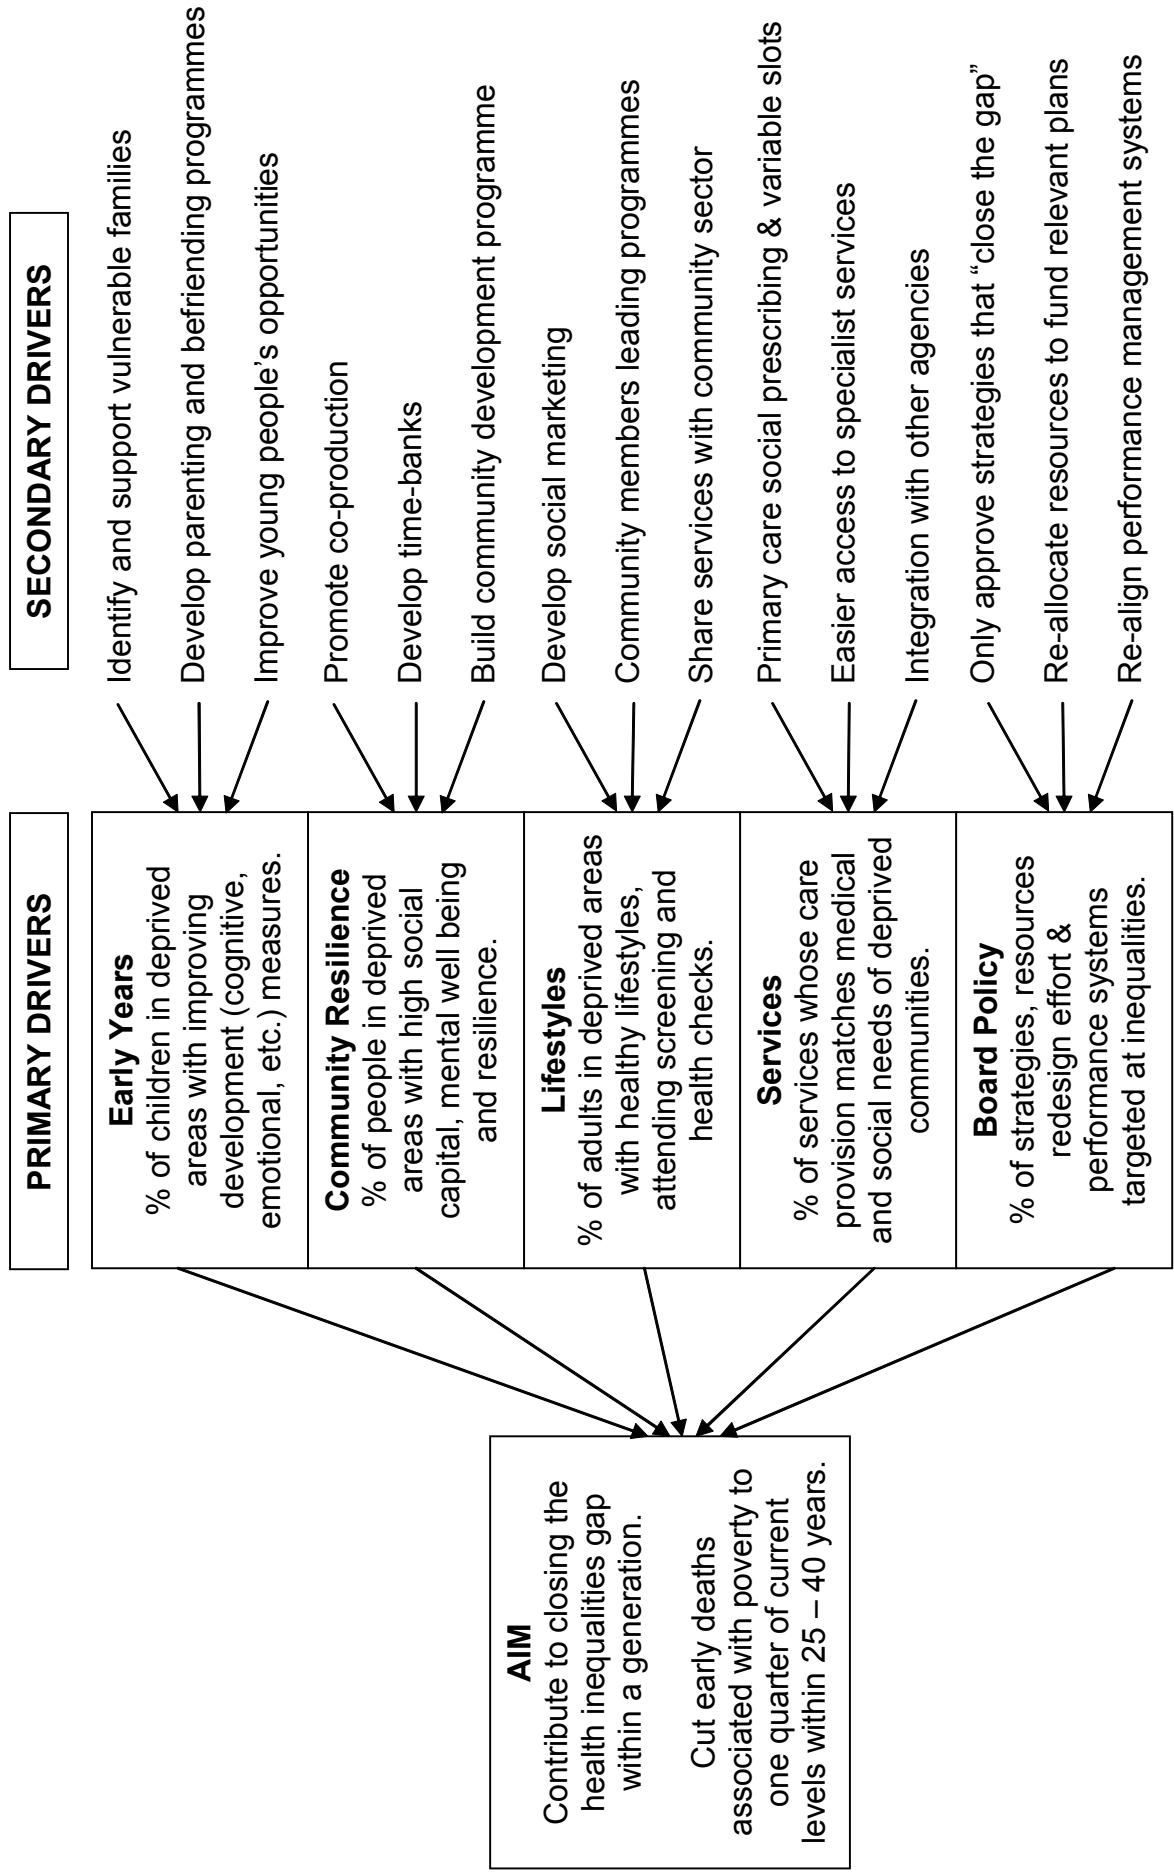 PRIMARY DRIVERS
SECONDARY DRIVERS
AIM
Contribute to closing the
health inequalities gap
within a generation.
Cut early deaths
associated with poverty to
one quarter of current
levels within 25 – 40 years.
Early Years
% of children in deprived
areas with improving
development (cognitive,
emotional, etc.) measures.
Community Resilience
% of people in deprived
areas with high social
capital, mental well being
and resilience.
Lifestyles
% of adults in deprived areas
with healthy lifestyles,
attending screening and
health checks.
Services
% of services whose care
provision matches medical
and social needs of deprived
communities.
Board Policy
% of strategies, resources
redesign effort &
performance systems
targeted at inequalities.
Identify and support vulnerable families
Develop parenting and befriending programmes
Improve young people’s opportunities
Promote co-production
Develop time-banks
Build community development programme
Develop social marketing
Community members leading programmes
Share services with community sector
Primary care social prescribing & variable slots
Easier access to specialist services
Integration with other agencies
Only approve strategies that “close the gap”
Re-allocate resources to fund relevant plans
Re-align performance management systems